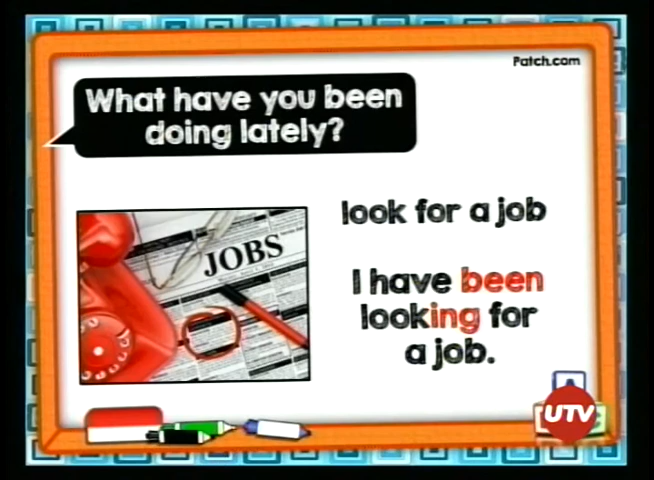 Patch.com
What have you been
doing lately?
look for a job
JOBS
I have been
looking for
a job.
A
UTV